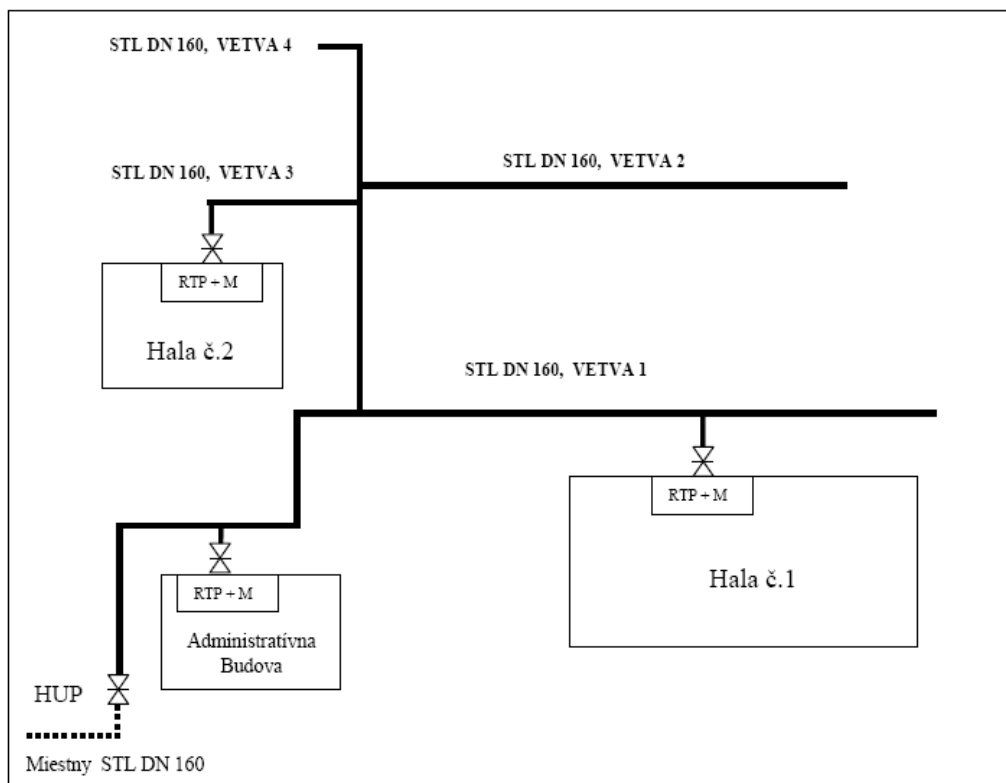 STL DN 160, VETVA 4
STL DN 160, VETVA 2
STL DN 160, VETVA 3
RTP + M
Hala č.2
STL DN 160, VETVA 1
RTP + M
Hala č.1
RTP + M
Administratívna
Budova
HUP
Miestny STL DN 160